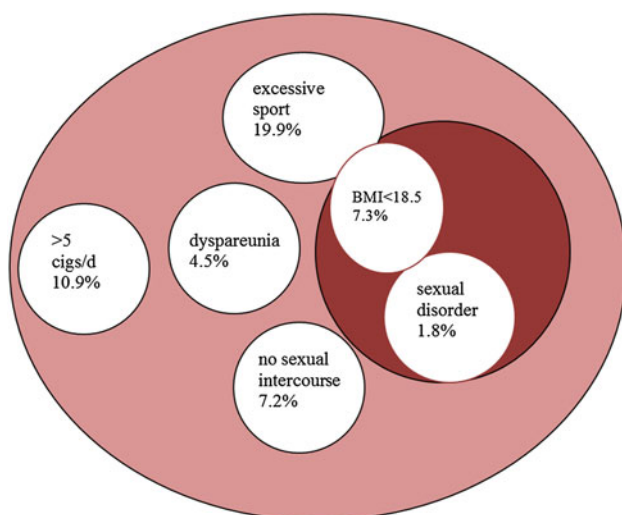 excessive
sport
19.9%
BMI<18.5
7.3%
>5
cigs/d
10.9%
dyspareunia
4.5%
sexual
disorder
1.8%
no sexual
intercourse
7.2%